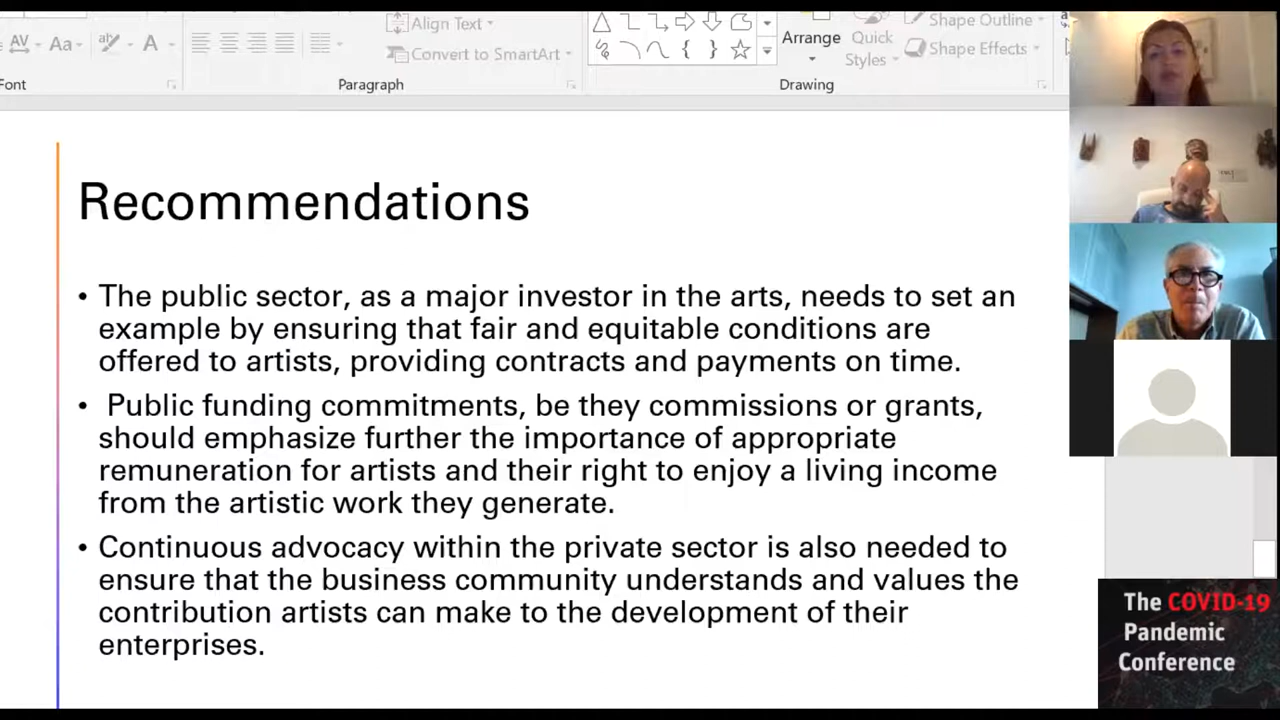 Align Text
Aa
A
AV
Convert to SmartArt
Font
Paragraph
Arrange
Quick
Styles
Shape Outline
Shape Effects
Drawing
Recommendations
• The public sector, as a major investor in the arts, needs to set an
example by ensuring that fair and equitable conditions are
offered to artists, providing contracts and payments on time.
• Public funding commitments, be they commissions or grants,
should emphasize further the importance of appropriate
remuneration for artists and their right to enjoy a living income
from the artistic work they generate.
• Continuous advocacy within the private sector is also needed to
ensure that the business community understands and values the
contribution artists can make to the development of their
enterprises.
The COVID-19
Pandemic
Conference